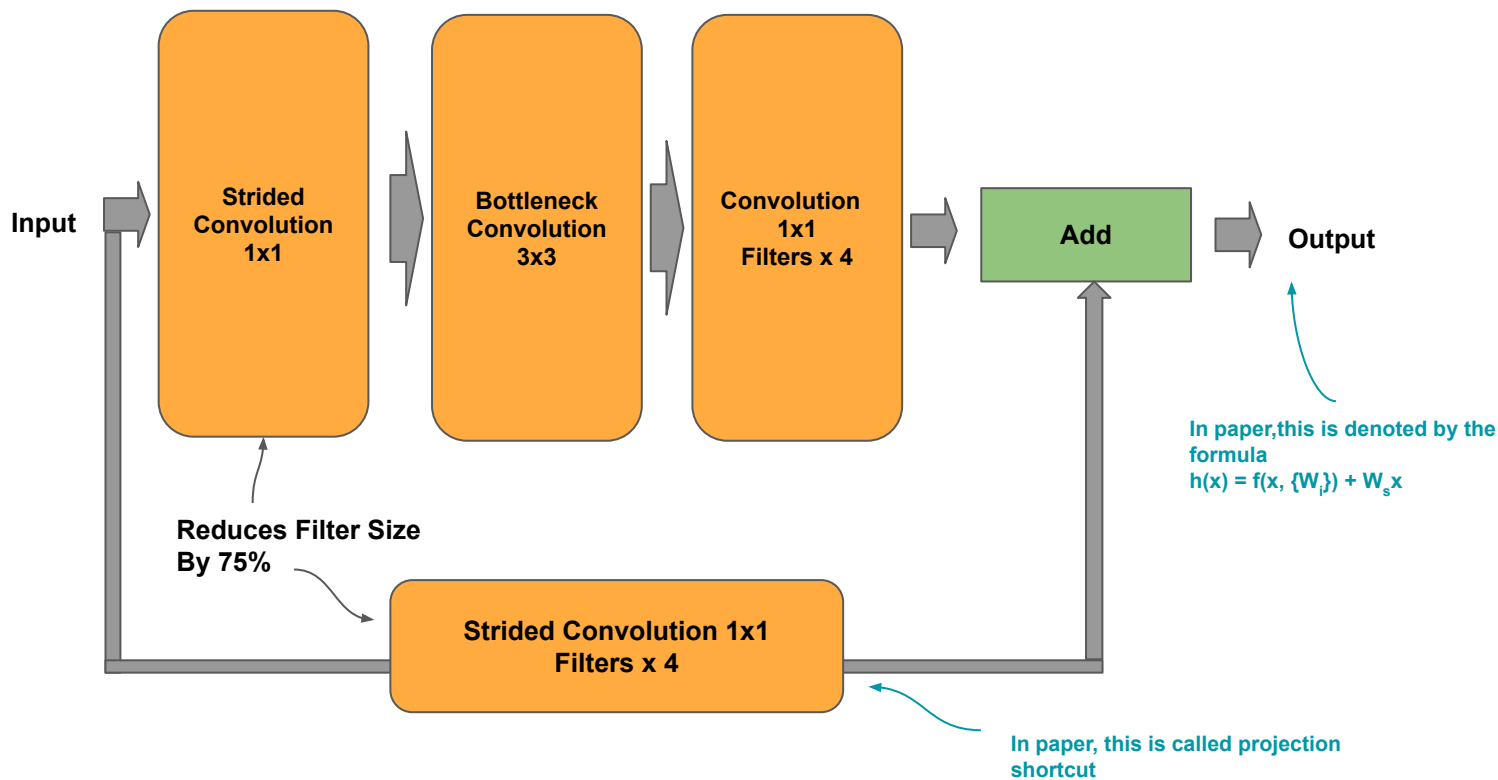 Input
Strided
Convolution
1x1
Bottleneck
Convolution
3x3
Convolution
1x1
Filters x 4
Add
Output
In paper,this is denoted by the
formula
h(x) = f(x, {W_i}) + W_s x
Reduces Filter Size
By 75%
Strided Convolution 1x1
Filters x 4
In paper, this is called projection
shortcut